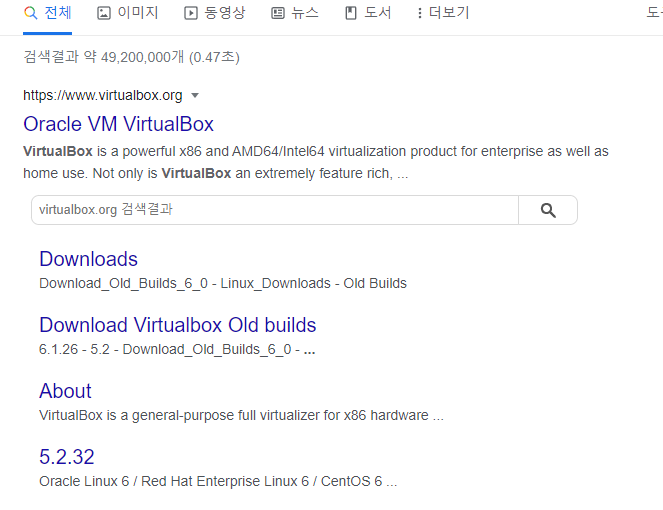 전체 이미지 동영상 뉴스 도서 더보기
검색결과 약 49,200,000개 (0.47초)
https://www.virtualbox.org
Oracle VM VirtualBox
VirtualBox is a powerful x86 and AMD64/Intel64 virtualization product for enterprise as well as
home use. Not only is VirtualBox an extremely feature rich, ...
virtualbox.org 검색결과
Downloads
Download_Old_Builds_6_0 - Linux_Downloads - Old Builds
Download Virtualbox Old builds
6.1.26 - 5.2 - Download_Old_Builds_6_0 - ...
About
VirtualBox is a general-purpose full virtualizer for x86 hardware ...
5.2.32
Oracle Linux 6 / Red Hat Enterprise Linux 6 / CentOS 6 ...